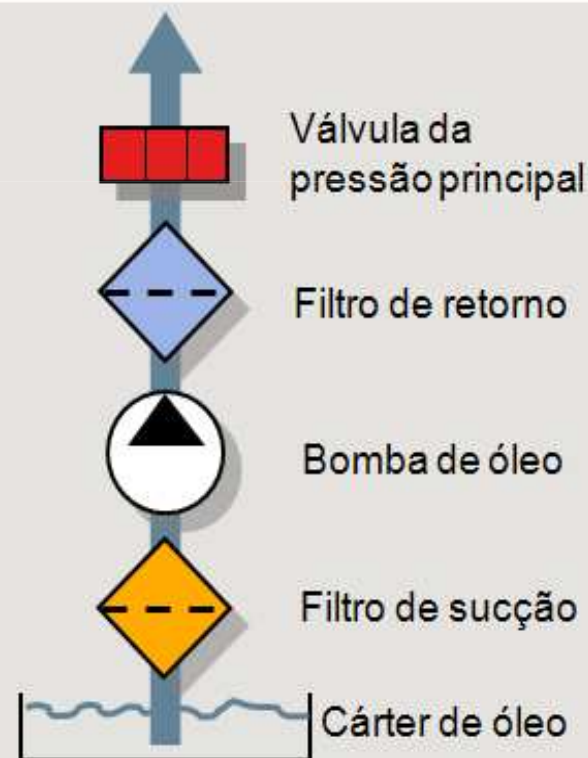 Válvula da
pressão principal
Filtro de retorno
Bomba de óleo
Filtro de sucção
Cárter de óleo